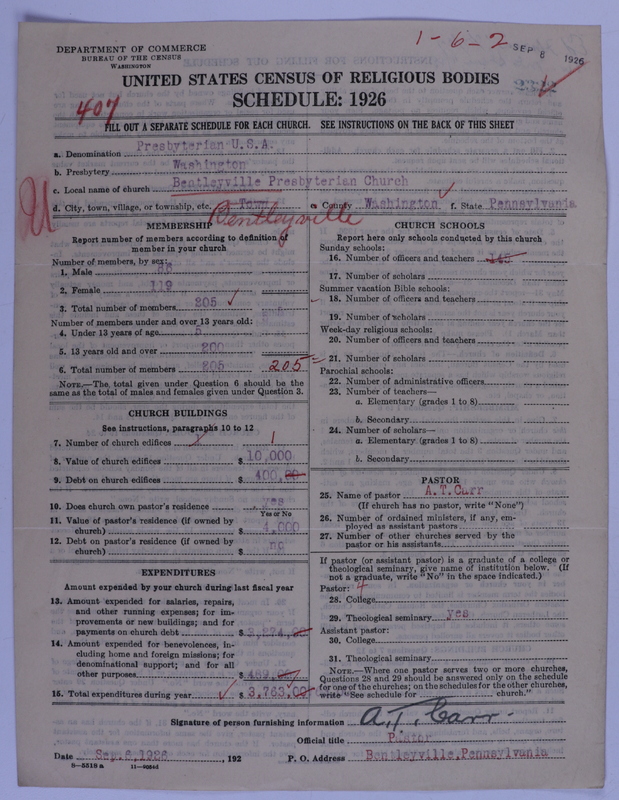 DEPARTMENT OF COMMERCE
BUREAU OF THE CENSUS
WASHINGTON
1-6-2
SEP 8 1926
UNITED STATES CENSUS OF RELIGIOUS BODIES
SCHEDULE: 1926
407
FILL OUT A SEPARATE SCHEDULE FOR EACH CHURCH. SEE INSTRUCTIONS ON THE BACK OF THIS SHEET
a. Denomination Presbyterian U.S.A.
b. Presbytery Washington
c. Local name of church Bentleyville Presbyterian Church
d. City, town, village, or township, etc. Town e. County Washington f. State Pennsylvania
Bentleyville
MEMBERSHIP
Report number of members according to definition of
member in your church
Number of members, by sex:
1. Male 86
2. Female 119
3. Total number of members 205
Number of members under and over 13 years old:
4. Under 13 years of age 5
5. 13 years old and over 200
6. Total number of members 205 205
NOTE.—The total given under Question 6 should be the
same as the total of males and females given under Question 3.
CHURCH BUILDINGS
See instructions, paragraphs 10 to 12
7. Number of church edifices 1
8. Value of church edifices $ 10,000
9. Debt on church edifices $ 400.00
10. Does church own pastor's residence yes
Yes or No
11. Value of pastor's residence (if owned by
church) $ 4,000
12. Debt on pastor's residence (if owned by
church) $ no
EXPENDITURES
Amount expended by your church during last fiscal year
13. Amount expended for salaries, repairs,
and other running expenses; for im-
provements or new buildings; and for
payments on church debt $
14. Amount expended for benevolences, in-
cluding home and foreign missions; for
denominational support; and for all
other purposes $
15. Total expenditures during year $ 3,763.00
CHURCH SCHOOLS
Report here only schools conducted by this church
Sunday schools:
16. Number of officers and teachers 145
17. Number of scholars
Summer vacation Bible schools:
18. Number of officers and teachers
19. Number of scholars
Week-day religious schools:
20. Number of officers and teachers
21. Number of scholars
Parochial schools:
22. Number of administrative officers
23. Number of teachers—
a. Elementary (grades 1 to 8)
b. Secondary
24. Number of scholars—
a. Elementary (grades 1 to 8)
b. Secondary
PASTOR
25. Name of pastor A.T.Carr
(If church has no pastor, write "None")
26. Number of ordained ministers, if any, em-
ployed as assistant pastors
27. Number of other churches served by the
pastor or his assistants
If pastor (or assistant pastor) is a graduate of a college or
theological seminary, give name of institution below. (If
not a graduate, write "No" in the space indicated.)
Pastor:
28. College
29. Theological seminary yes
Assistant pastor:
30. College
31. Theological seminary
NOTE.—Where one pastor serves two or more churches,
Questions 28 and 29 should be answered only on the schedule
for one of the churches; on the schedules for the other churches,
write "See schedule for church."
Signature of person furnishing information A.T. Carr.
Official title Pastor
Date Sep.6,1926 , 192 P. O. Address Bentleyville,Pennsylvania
8—5518a 11—9054d